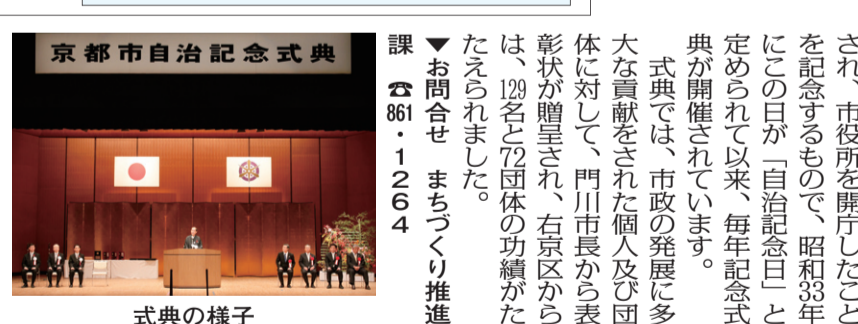 され、市役所を開庁したこと
を記念するもので、昭和33年
にこの日が「自治記念日」と
定められて以来、毎年記念式
典が開催されています。
式典では、市政の発展に多
大な貢献をされた個人及び団
体に対して、門川市長から表
彰状が贈呈され、右京区から
は、129名と72団体の功績がた
たえられました。
▼お問合せ　まちづくり推進
課　☎861・1264
京都市自治記念式典
式典の様子